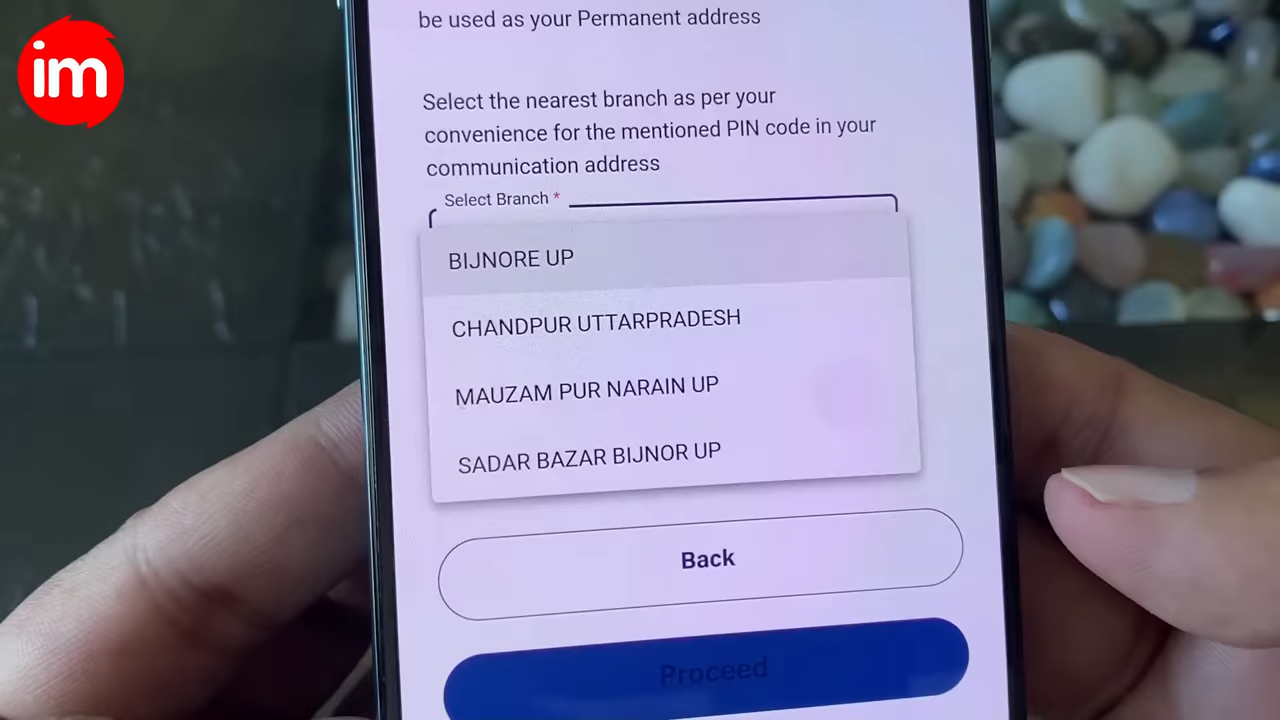 im
be used as your Permanent address
Select the nearest branch as per your
convenience for the mentioned PIN code in your
communication address
Select Branch *
BIJNORE UP
CHANDPUR UTTARPRADESH
MAUZAM PUR NARAIN UP
SADAR BAZAR BIJNOR UP
Back
Proceed